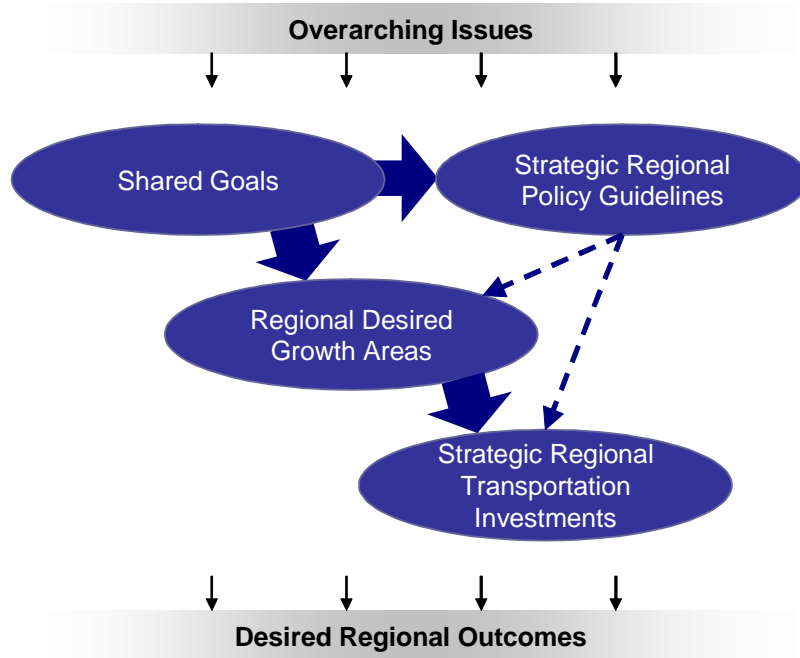 Overarching Issues
Shared Goals
Strategic Regional
Policy Guidelines
Regional Desired
Growth Areas
Strategic Regional
Transportation
Investments
Desired Regional Outcomes